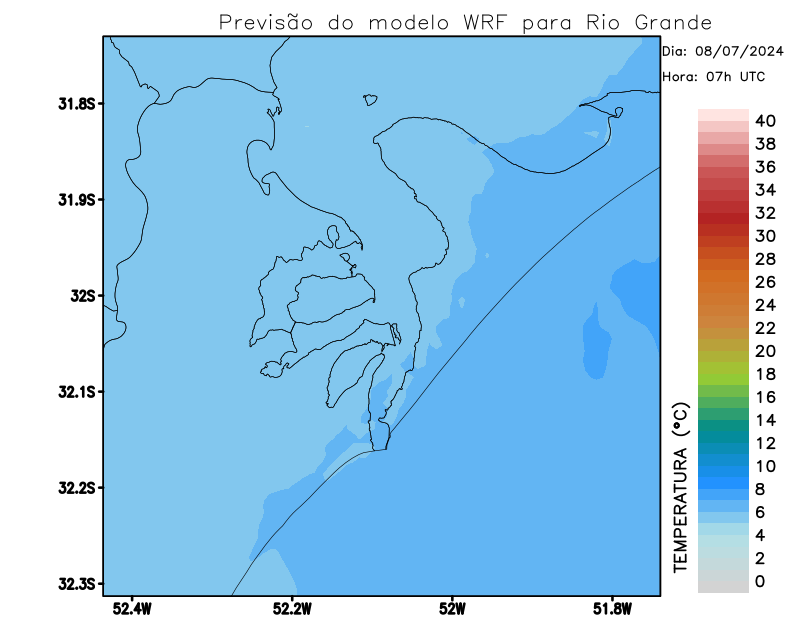 Previsão do modelo WRF para Rio Grande
Dia: 08/07/2024
Hora: 07h UTC
31.8S
31.9S
32S
32.1S
32.2S
32.3S
52.4W
52.2W
52W
51.8W
TEMPERATURA (°C)
40
38
36
34
32
30
28
26
24
22
20
18
16
14
12
10
8
6
4
2
0